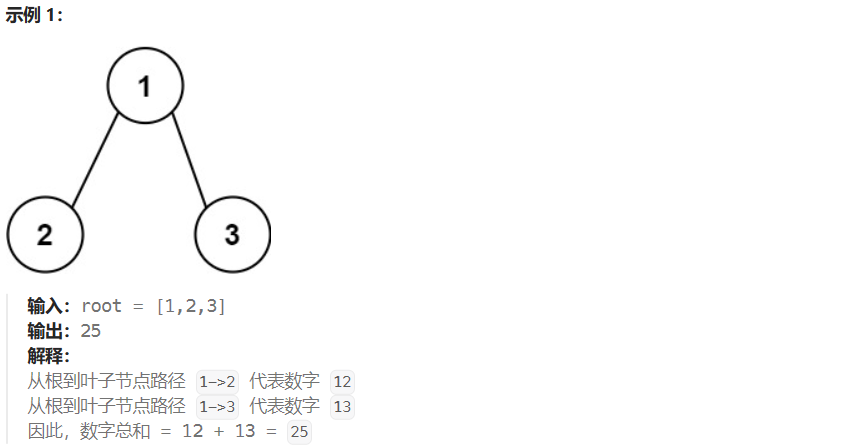 示例 1：
1
2
3
输入：root = [1,2,3]
输出：25
解释：
从根到叶子节点路径 1->2 代表数字 12
从根到叶子节点路径 1->3 代表数字 13
因此，数字总和 = 12 + 13 = 25